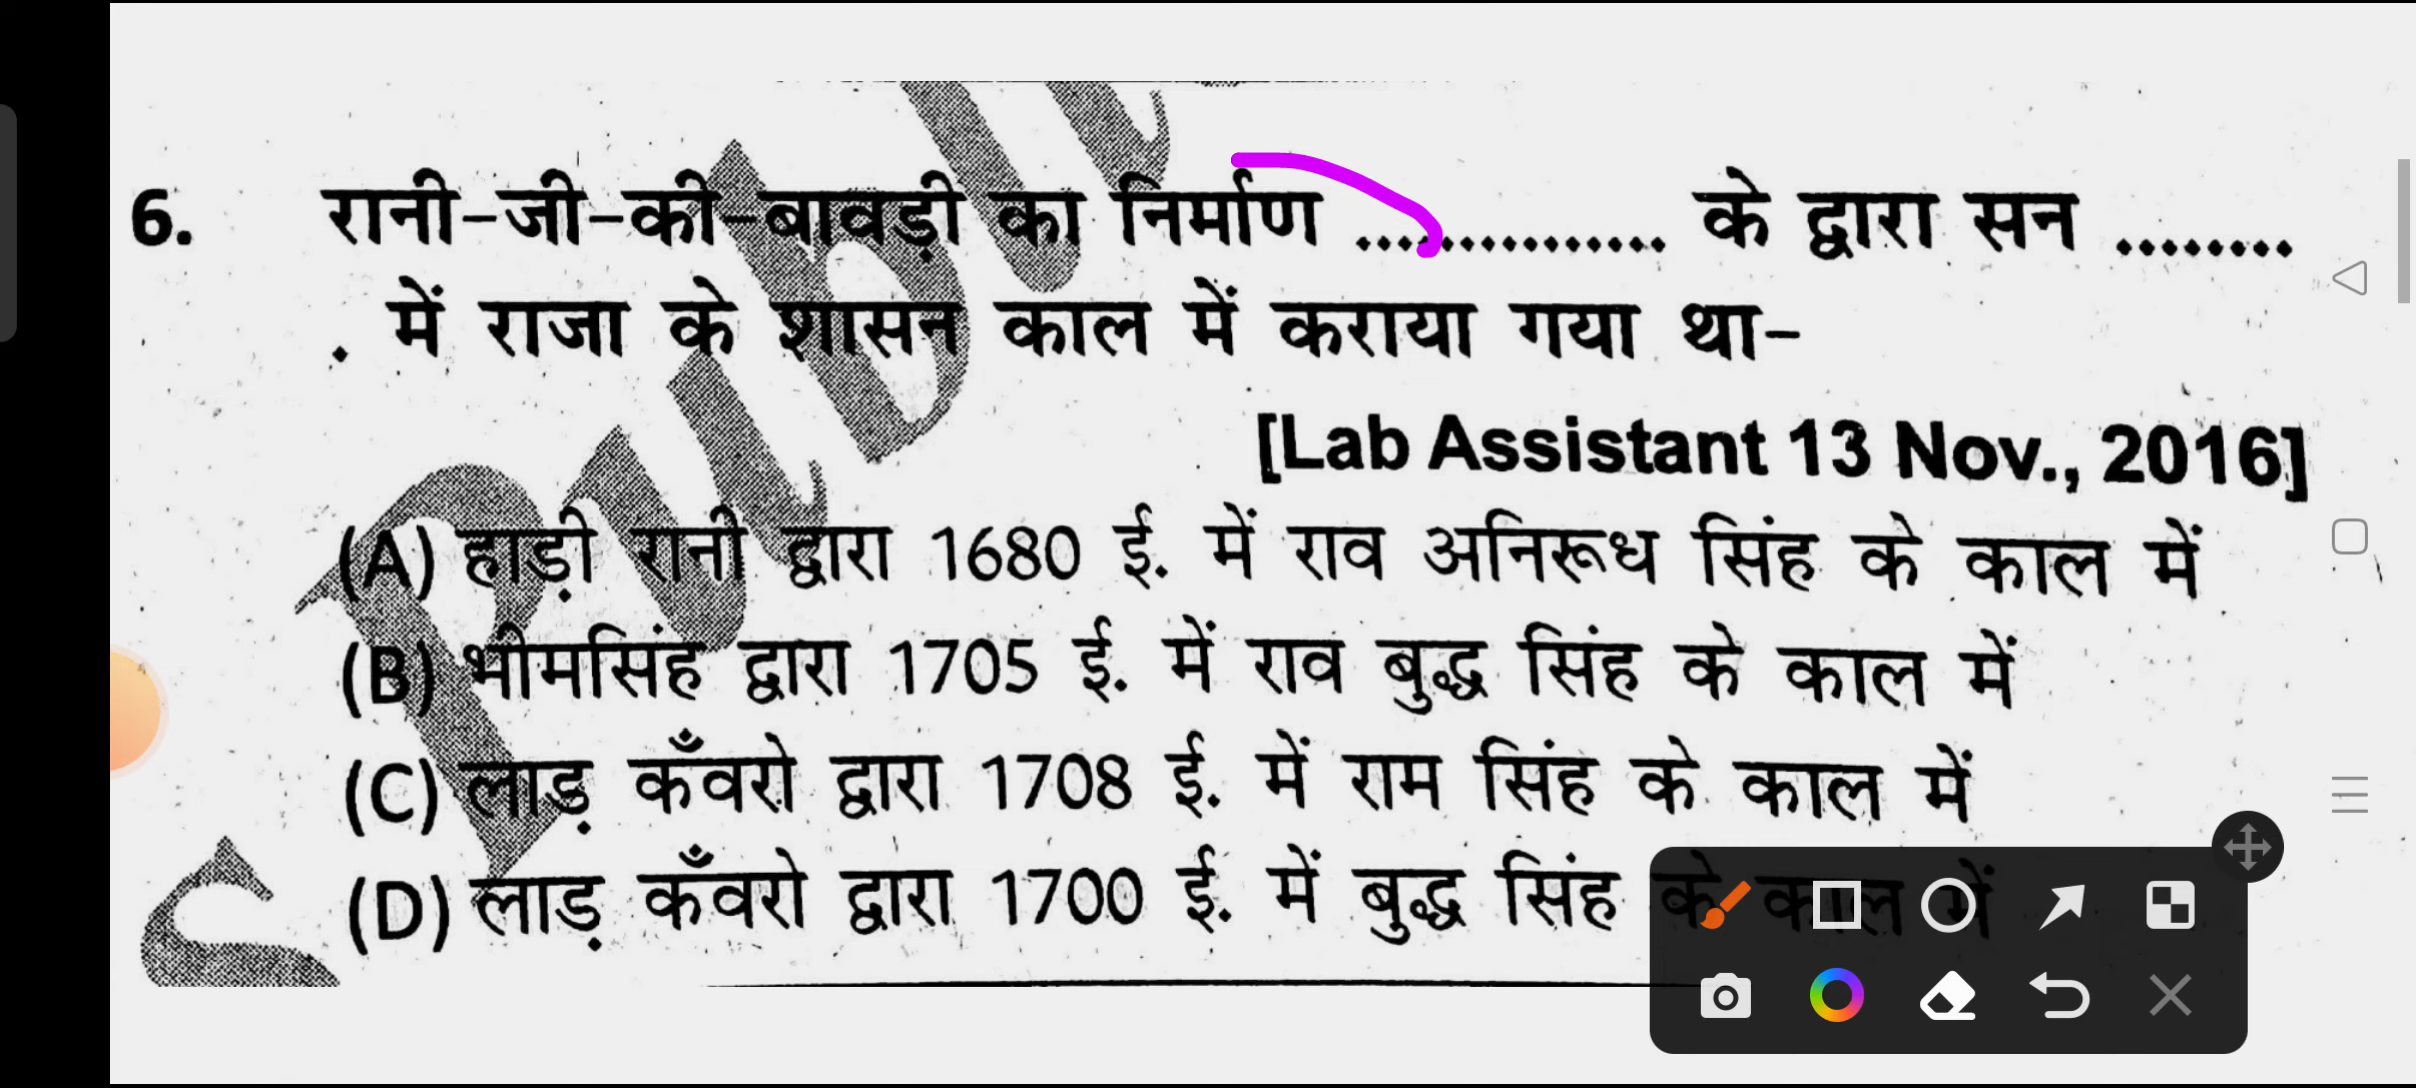 6. रानी-जी-की-बावड़ी का निर्माण ............... के द्वारा सन ........
. में राजा के शासन काल में कराया गया था-
[Lab Assistant 13 Nov., 2016]
(A) हाड़ी रानी द्वारा 1680 ई. में राव अनिरूध सिंह के काल में
(B) भीमसिंह द्वारा 1705 ई. में राव बुद्ध सिंह के काल में
(C) लाड़ कँवरो द्वारा 1708 ई. में राम सिंह के काल में
(D) लाड़ कँवरो द्वारा 1700 ई. में बुद्ध सिंह के काल में